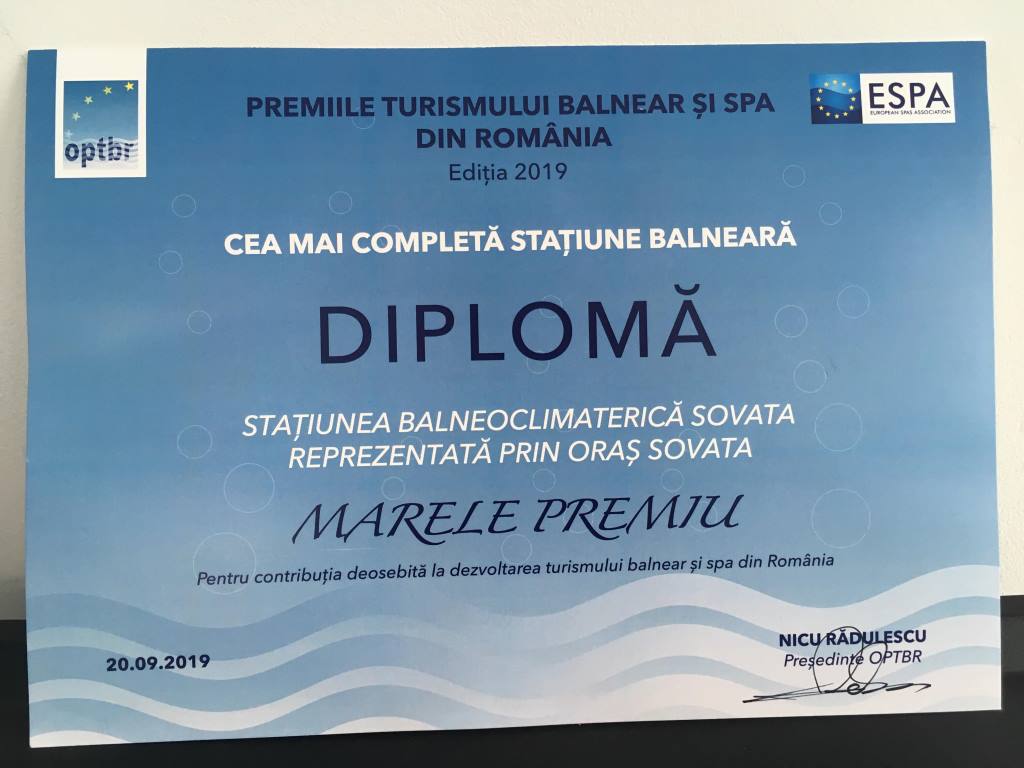 optbr
PREMIILE TURISMULUI BALNEAR ȘI SPA
DIN ROMÂNIA
Ediția 2019
ESPA
EUROPEAN SPAS ASSOCIATION
CEA MAI COMPLETĂ STAȚIUNE BALNEARĂ
DIPLOMĂ
STAȚIUNEA BALNEOCLIMATERICĂ SOVATA
REPREZENTATĂ PRIN ORAȘ SOVATA
MARELE PREMIU
Pentru contribuția deosebită la dezvoltarea turismului balnear și spa din România
20.09.2019
NICU RĂDULESCU
Președinte OPTBR